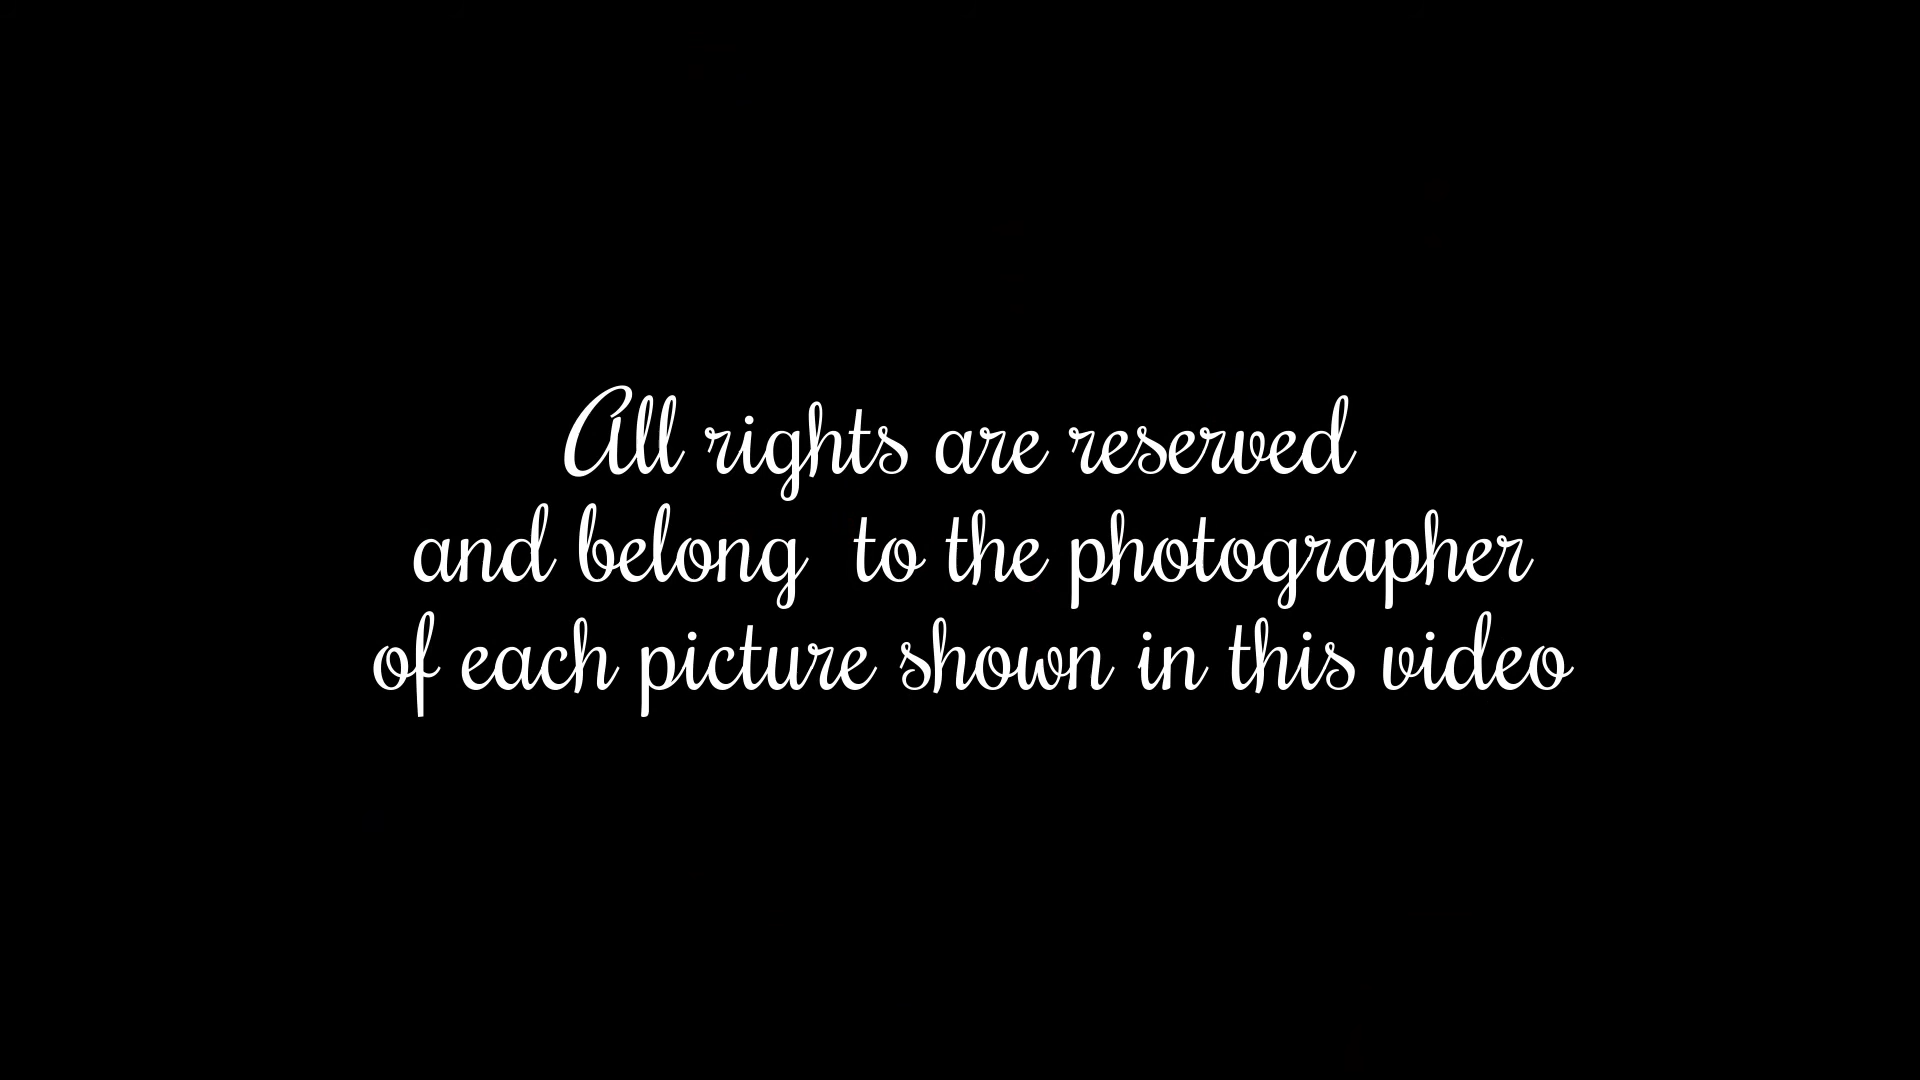 All rights are reserved
and belong  to the photographer
of each picture shown in this video